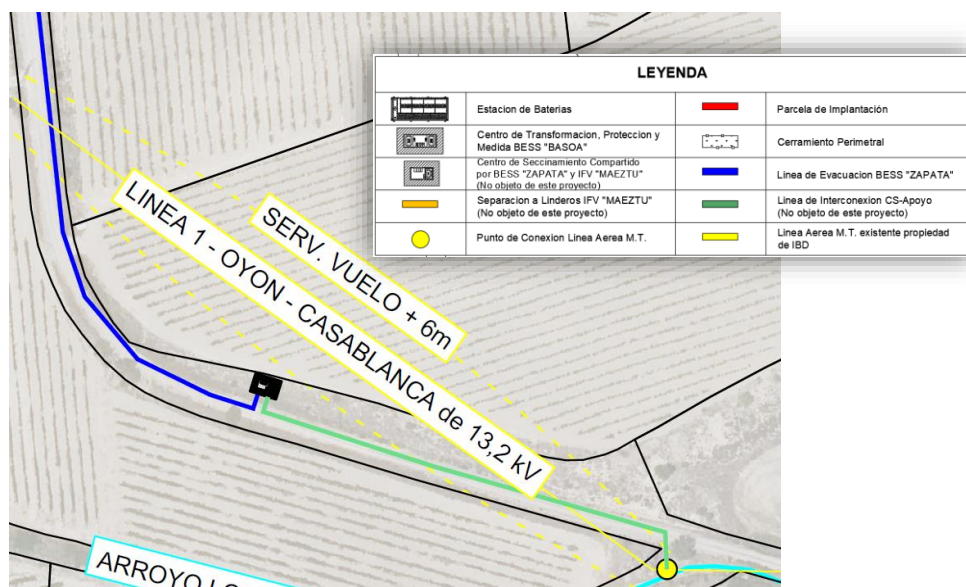 LEYENDA
Estacion de Baterias
Parcela de Implantación
Centro de Transformacion, Proteccion y
Medida BESS "BASOA"
Cerramiento Perimetral
Centro de Seccinamiento Compartido
por BESS "ZAPATA" y IFV "MAEZTU"
(No objeto de este proyecto)
Linea de Evacuacion BESS "ZAPATA"
Separacion a Linderos IFV "MAEZTU"
(No objeto de este proyecto)
Linea de Interconexion CS-Apoyo
(No objeto de este proyecto)
Punto de Conexion Linea Aerea M.T.
Linea Aerea M.T. existente propiedad
de IBD
SERV. VUELO + 6m
LINEA 1 - OYON - CASABLANCA de 13,2 kV
ARROYO